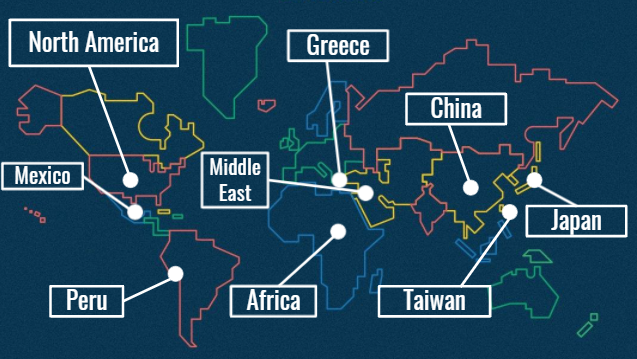 North America
Greece
China
Mexico
Middle
East
Japan
Peru
Africa
Taiwan